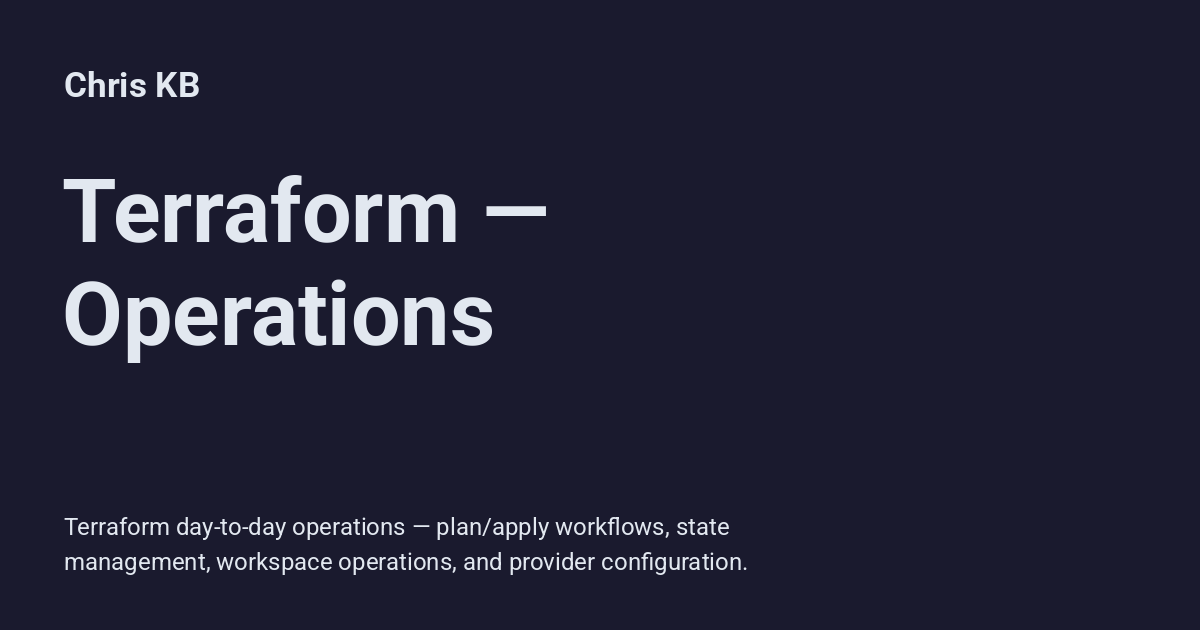 Chris KB
Terraform —
Operations
Terraform day-to-day operations — plan/apply workflows, state
management, workspace operations, and provider configuration.